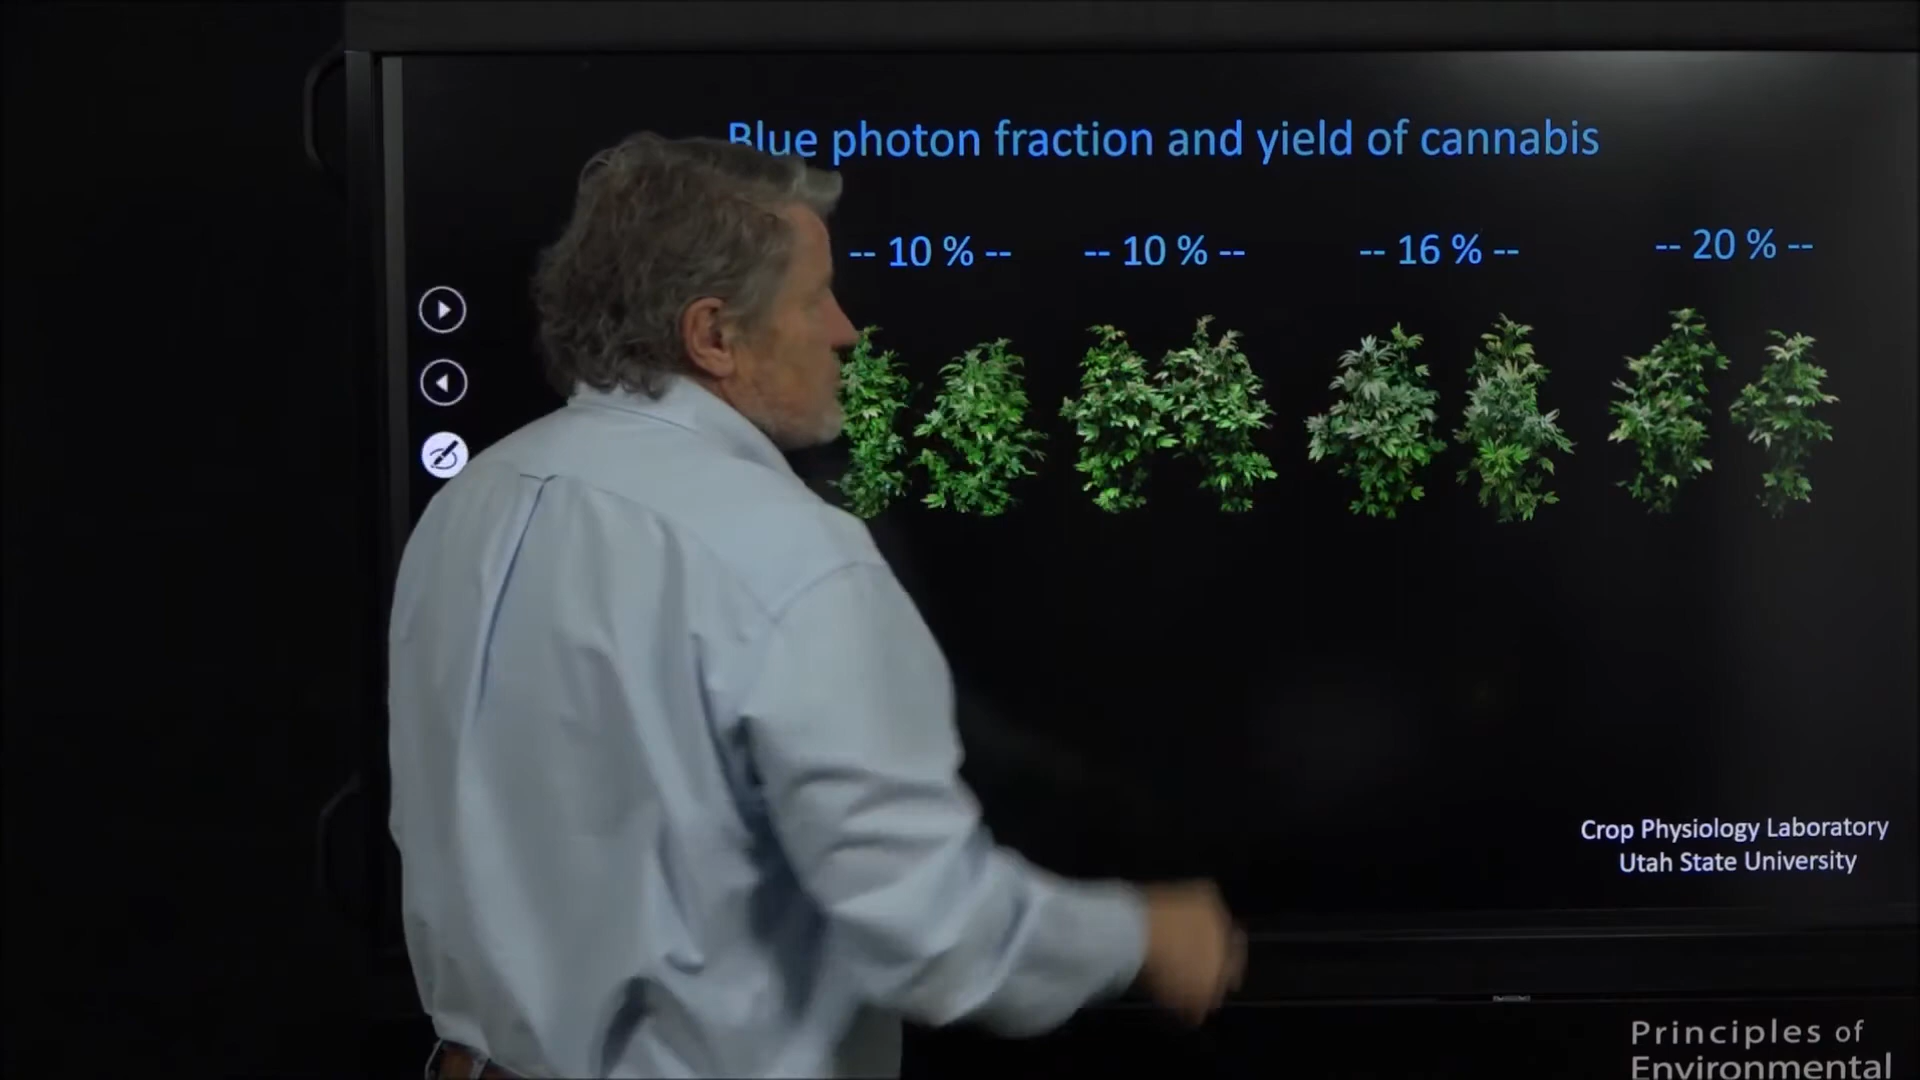 Blue photon fraction and yield of cannabis
-- 10 % -- -- 10 % -- -- 16 % -- -- 20 % --
Crop Physiology Laboratory
Utah State University
Principles of
Environmental